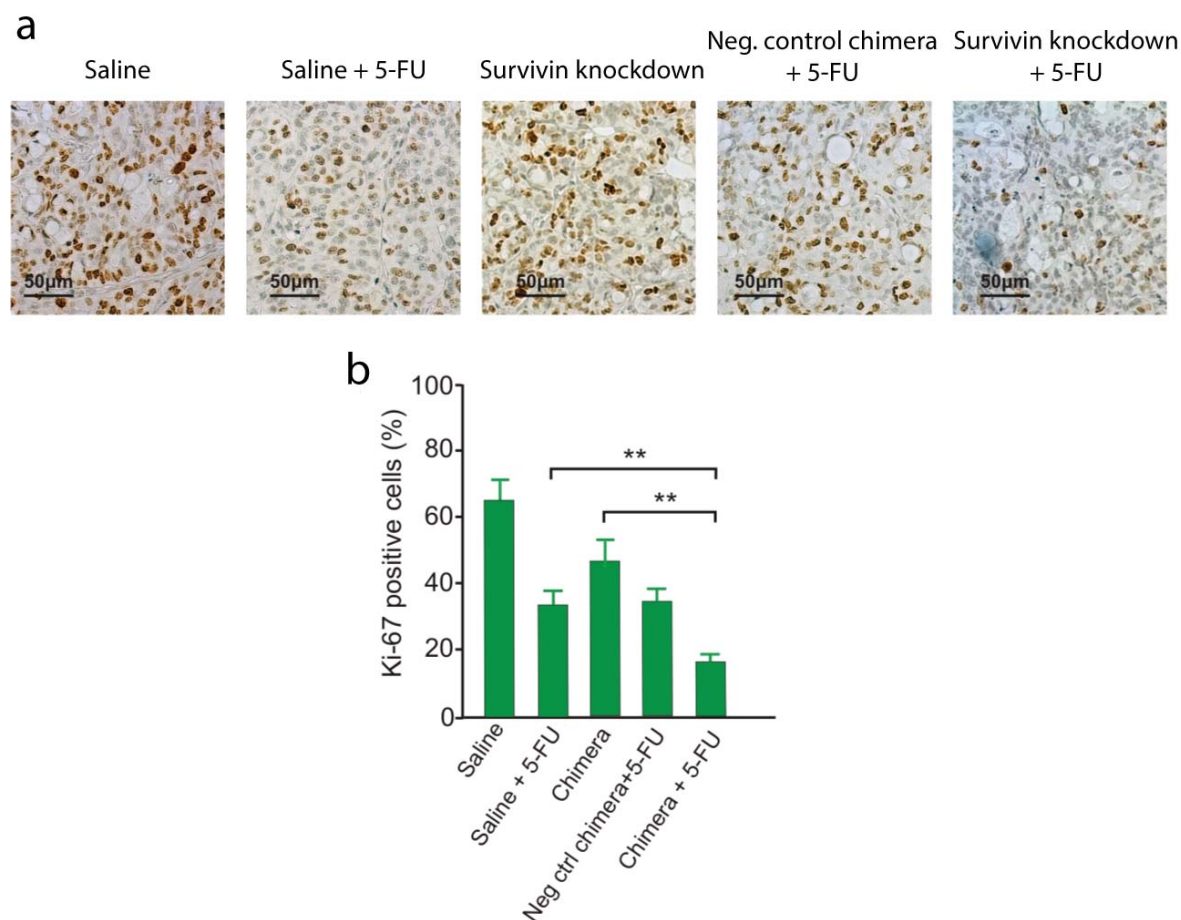 a
Saline
Saline + 5-FU
Survivin knockdown
Neg. control chimera
+ 5-FU
Survivin knockdown
+ 5-FU
50µm
50µm
50µm
50µm
50µm
b
Ki-67 positive cells (%)
100
80
60
40
20
0
**
**
Saline
Saline + 5-FU
Chimera
Neg ctrl chimera+5-FU
Chimera + 5-FU